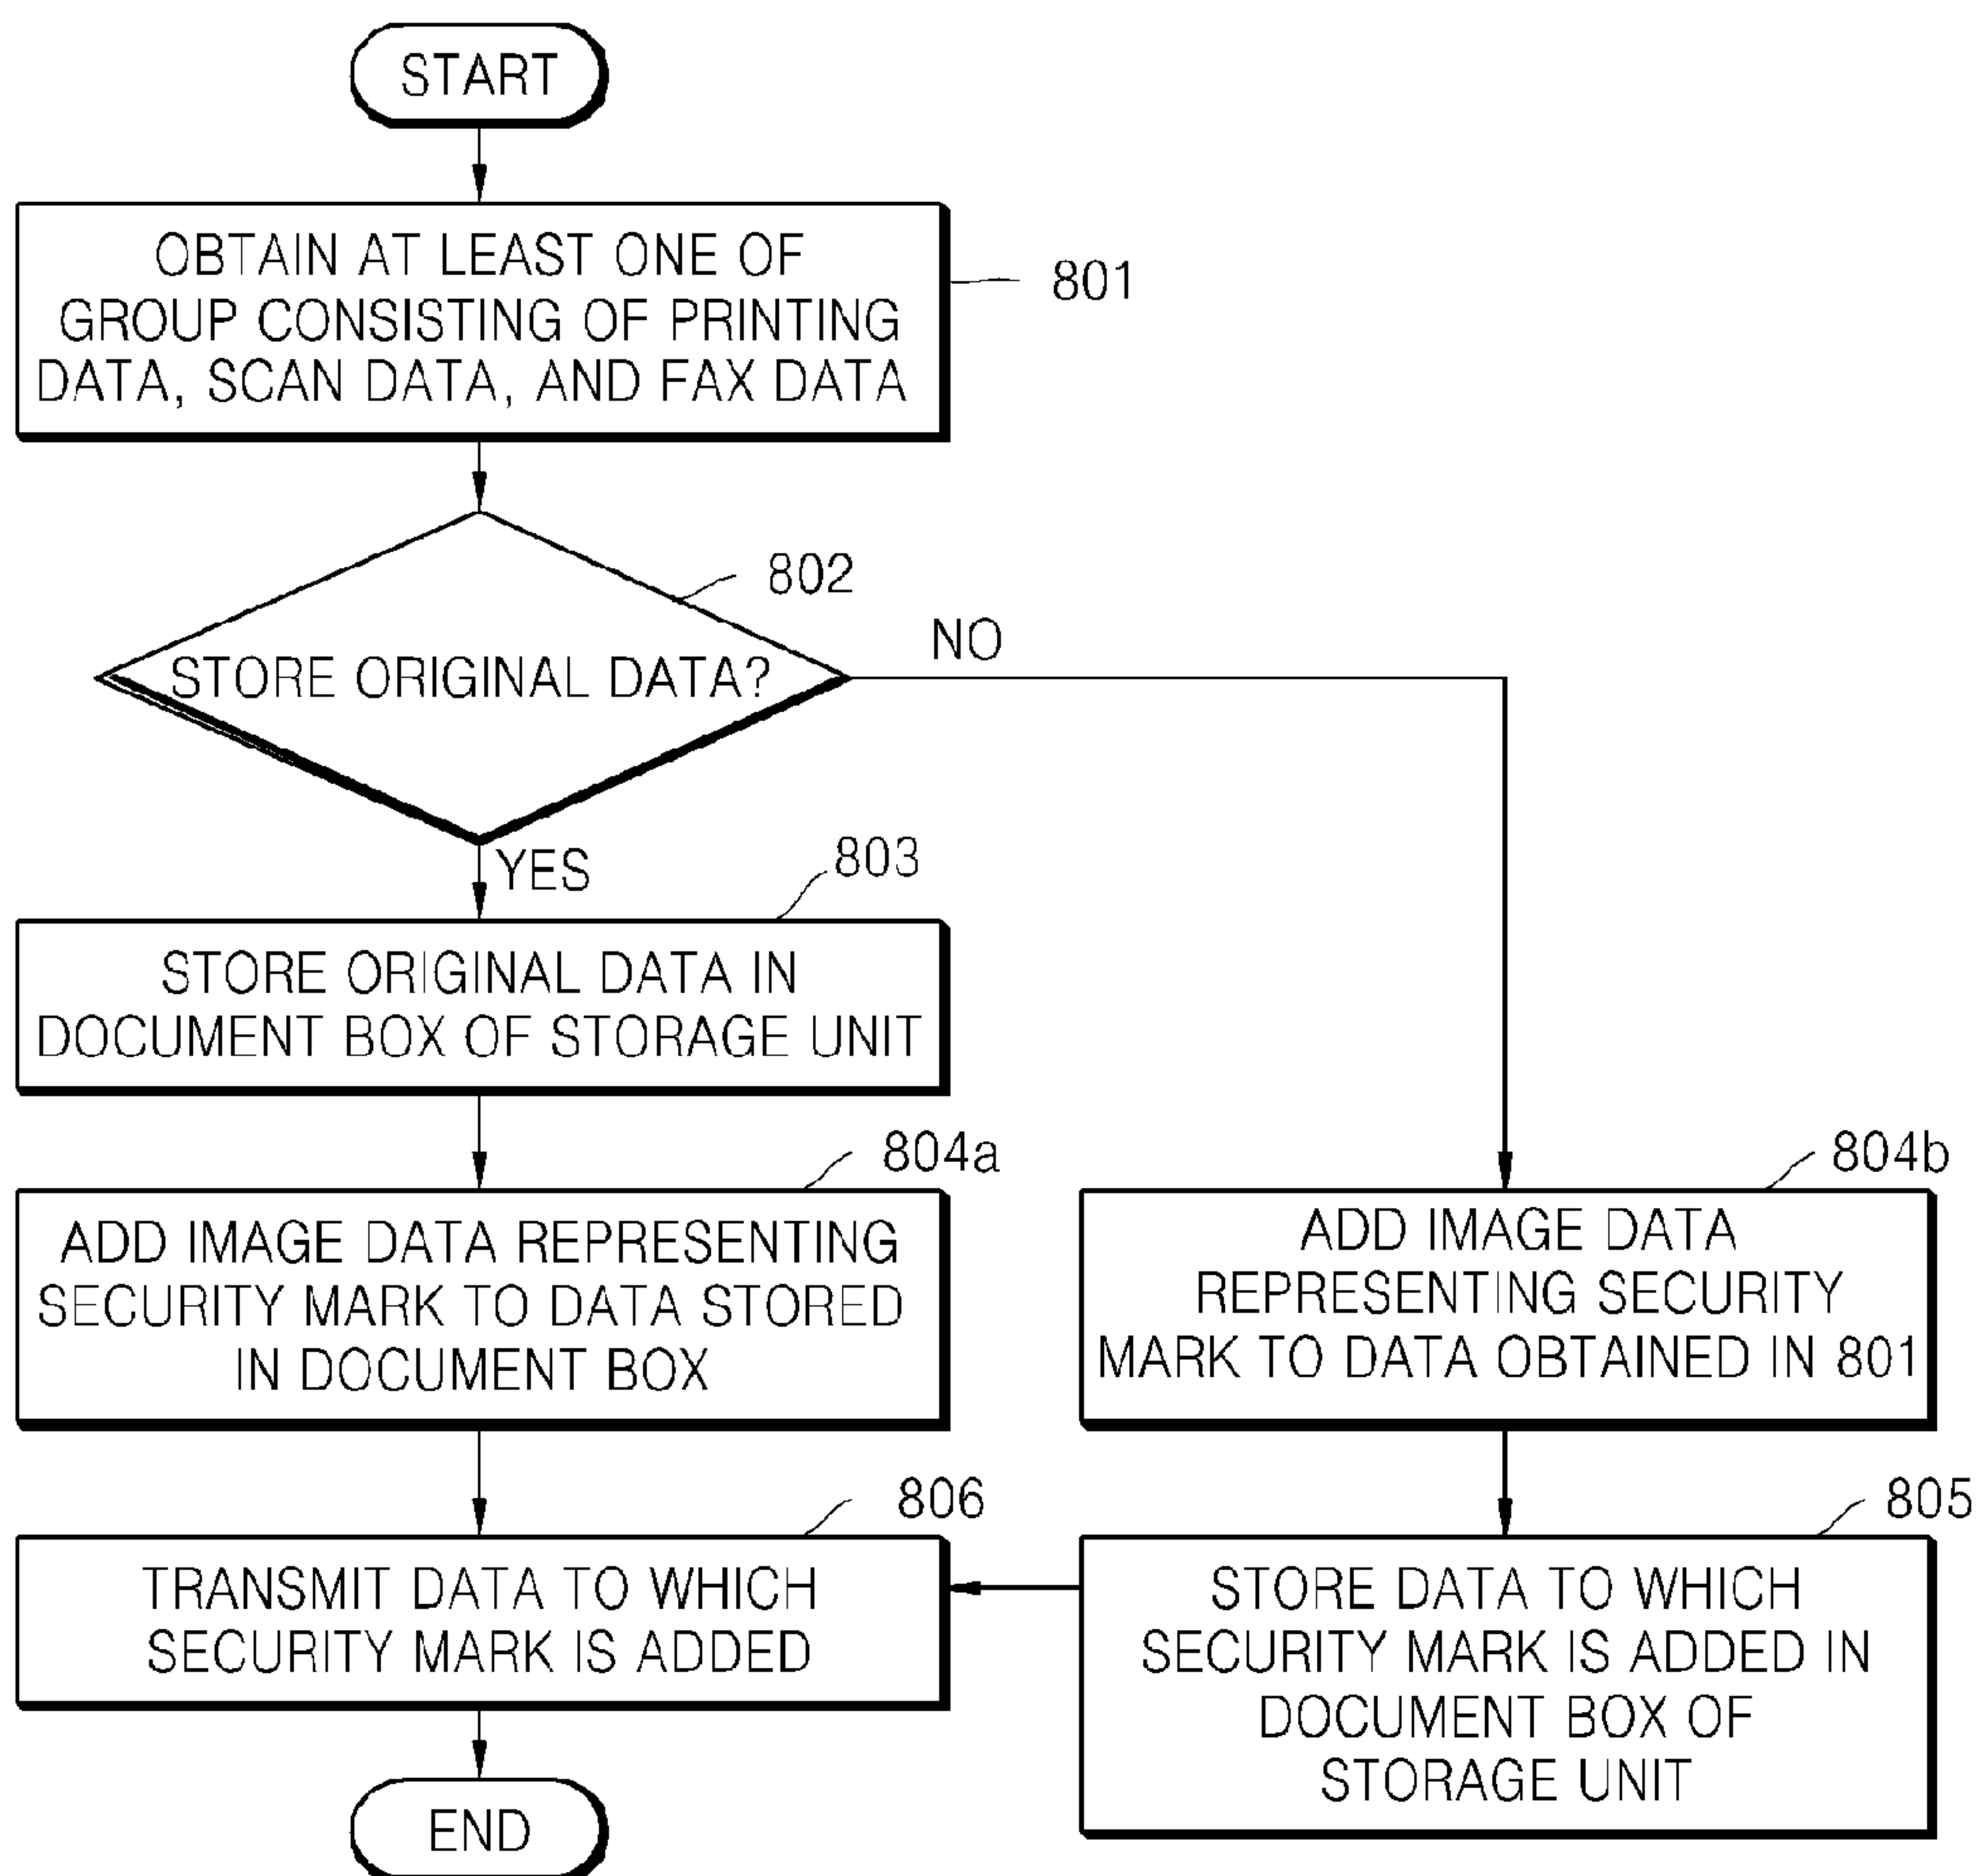 START
OBTAIN AT LEAST ONE OF
GROUP CONSISTING OF PRINTING
DATA, SCAN DATA, AND FAX DATA
801
802
STORE ORIGINAL DATA?
NO
YES
803
STORE ORIGINAL DATA IN
DOCUMENT BOX OF STORAGE UNIT
804a
ADD IMAGE DATA REPRESENTING
SECURITY MARK TO DATA STORED
IN DOCUMENT BOX
804b
ADD IMAGE DATA
REPRESENTING SECURITY
MARK TO DATA OBTAINED IN 801
805
STORE DATA TO WHICH
SECURITY MARK IS ADDED IN
DOCUMENT BOX OF
STORAGE UNIT
806
TRANSMIT DATA TO WHICH
SECURITY MARK IS ADDED
END